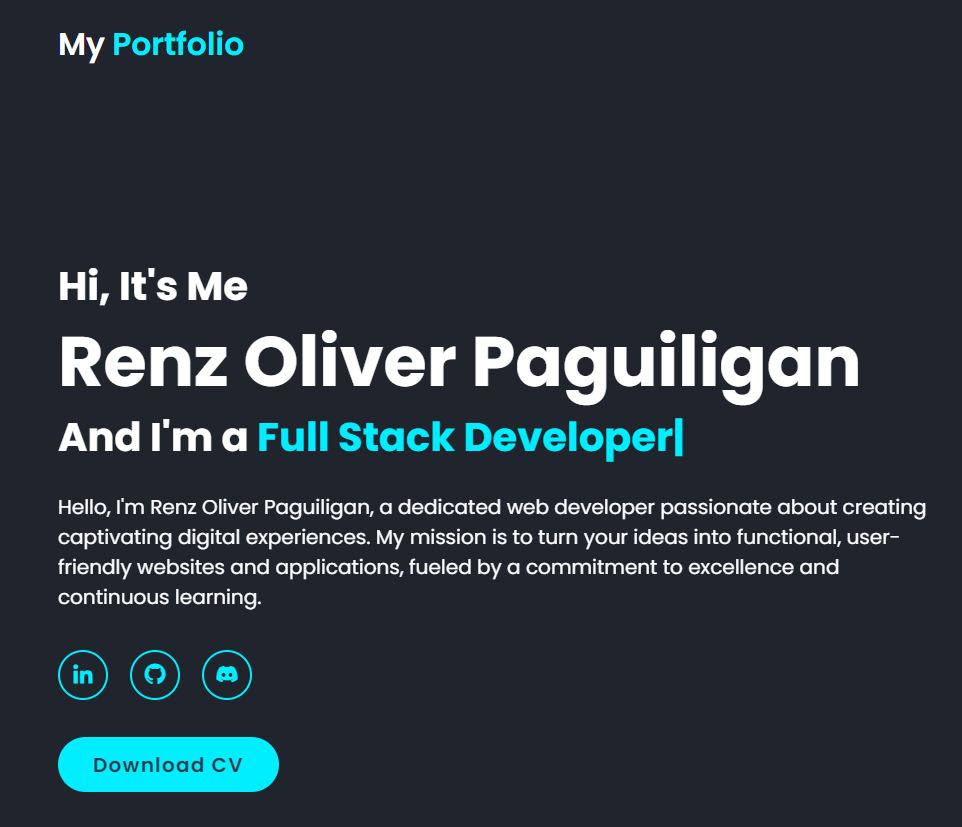 My Portfolio
Hi, It's Me
Renz Oliver Paguiligan
And I'm a Full Stack Developer|
Hello, I'm Renz Oliver Paguiligan, a dedicated web developer passionate about creating
captivating digital experiences. My mission is to turn your ideas into functional, user-
friendly websites and applications, fueled by a commitment to excellence and
continuous learning.
in
Download CV